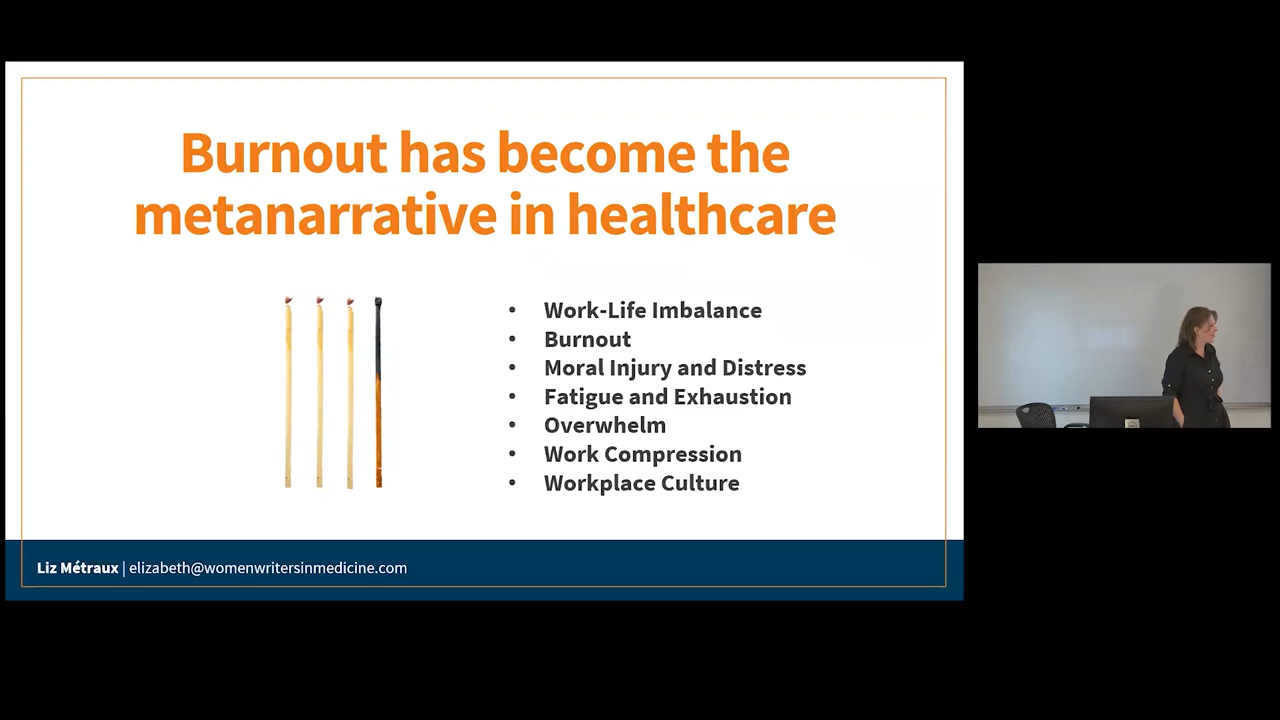 Burnout has become the
metanarrative in healthcare
• Work-Life Imbalance
• Burnout
• Moral Injury and Distress
• Fatigue and Exhaustion
• Overwhelm
• Work Compression
• Workplace Culture
Liz Métraux | elizabeth@womenwritersinmedicine.com